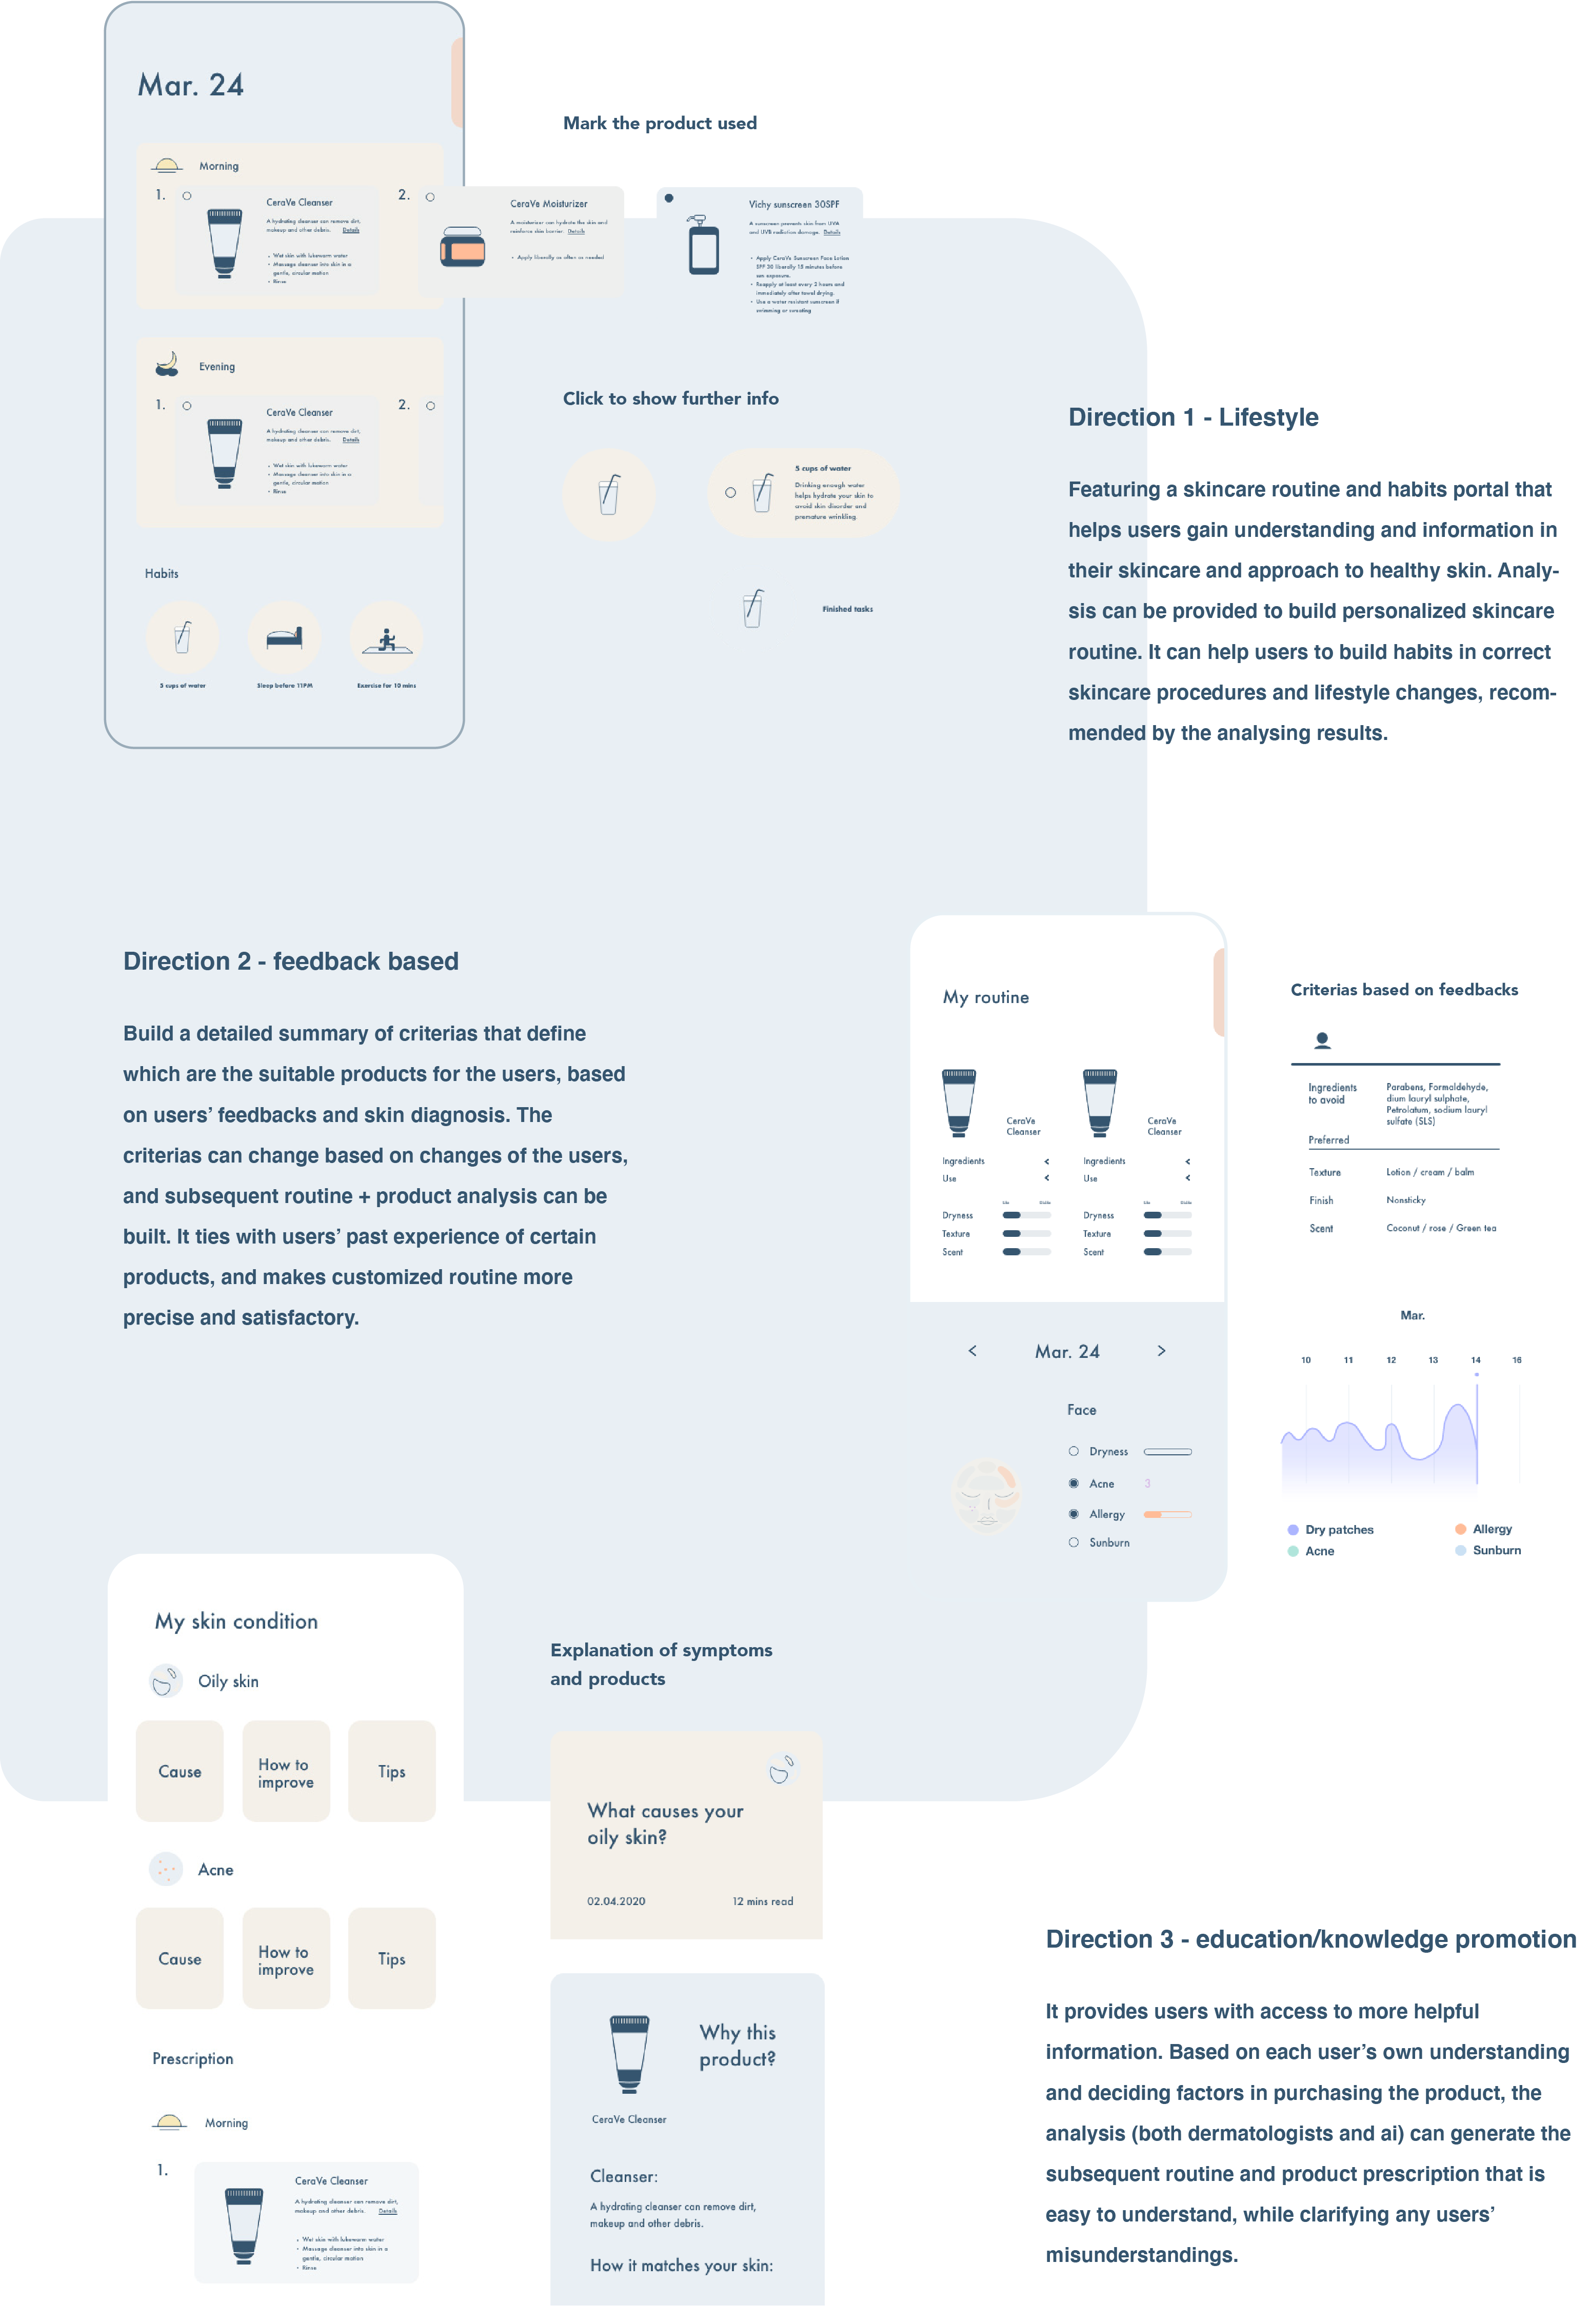 Mar. 24
Mark the product used
Morning
1.
CeraVe Cleanser
A hydrating cleanser can remove dirt,
makeup and other debris. Details
• Wet skin with lukewarm water
• Massage cleanser into skin in a
gentle, circular motion
• Rinse
2.
CeraVe Moisturizer
A moisturizer can hydrate the skin and
reinforce skin barrier. Details
• Apply liberally as often as needed
Vichy sunscreen 30SPF
A sunscreen prevents skin from UVA
and UVB radiation damage. Details
• Apply CeraVe Sunscreen Face Lotion
SPF 30 liberally 15 minutes before
sun exposure.
• Reapply at least every 2 hours and
immediately after towel drying.
• Use a water resistant sunscreen if
swimming or sweating
Evening
1.
CeraVe Cleanser
A hydrating cleanser can remove dirt,
makeup and other debris. Details
• Wet skin with lukewarm water
• Massage cleanser into skin in a
gentle, circular motion
• Rinse
2.
Click to show further info
5 cups of water
Drinking enough water
helps hydrate your skin to
avoid skin disorder and
premature wrinkling.
Finished tasks
Habits
5 cups of water
Sleep before 11PM
Exercise for 10 mins
Direction 1 - Lifestyle
Featuring a skincare routine and habits portal that
helps users gain understanding and information in
their skincare and approach to healthy skin. Analy-
sis can be provided to build personalized skincare
routine. It can help users to build habits in correct
skincare procedures and lifestyle changes, recom-
mended by the analysing results.
Direction 2 - feedback based
Build a detailed summary of criterias that define
which are the suitable products for the users, based
on users’ feedbacks and skin diagnosis. The
criterias can change based on changes of the users,
and subsequent routine + product analysis can be
built. It ties with users’ past experience of certain
products, and makes customized routine more
precise and satisfactory.
My routine
CeraVe
Cleanser
Ingredients <
Use <
Dryness
Texture
Scent
CeraVe
Cleanser
Ingredients <
Use <
Dryness
Texture
Scent
< Mar. 24 >
Face
Dryness
Acne 3
Allergy
Sunburn
Criterias based on feedbacks
Ingredients
to avoid
Parabens, Formaldehyde,
dium lauryl sulphate,
Petrolatum, sodium lauryl
sulfate (SLS)
Preferred
Texture Lotion / cream / balm
Finish Nonsticky
Scent Coconut / rose / Green tea
Mar.
10 11 12 13 14 16
Dry patches
Allergy
Acne
Sunburn
My skin condition
Oily skin
Cause
How to
improve
Tips
Acne
Cause
How to
improve
Tips
Prescription
Morning
1.
CeraVe Cleanser
A hydrating cleanser can remove dirt,
makeup and other debris. Details
• Wet skin with lukewarm water
• Massage cleanser into skin in a
gentle, circular motion
• Rinse
Explanation of symptoms
and products
What causes your
oily skin?
02.04.2020 12 mins read
Why this
product?
CeraVe Cleanser
Cleanser:
A hydrating cleanser can remove dirt,
makeup and other debris.
How it matches your skin:
Direction 3 - education/knowledge promotion
It provides users with access to more helpful
information. Based on each user’s own understanding
and deciding factors in purchasing the product, the
analysis (both dermatologists and ai) can generate the
subsequent routine and product prescription that is
easy to understand, while clarifying any users’
misunderstandings.